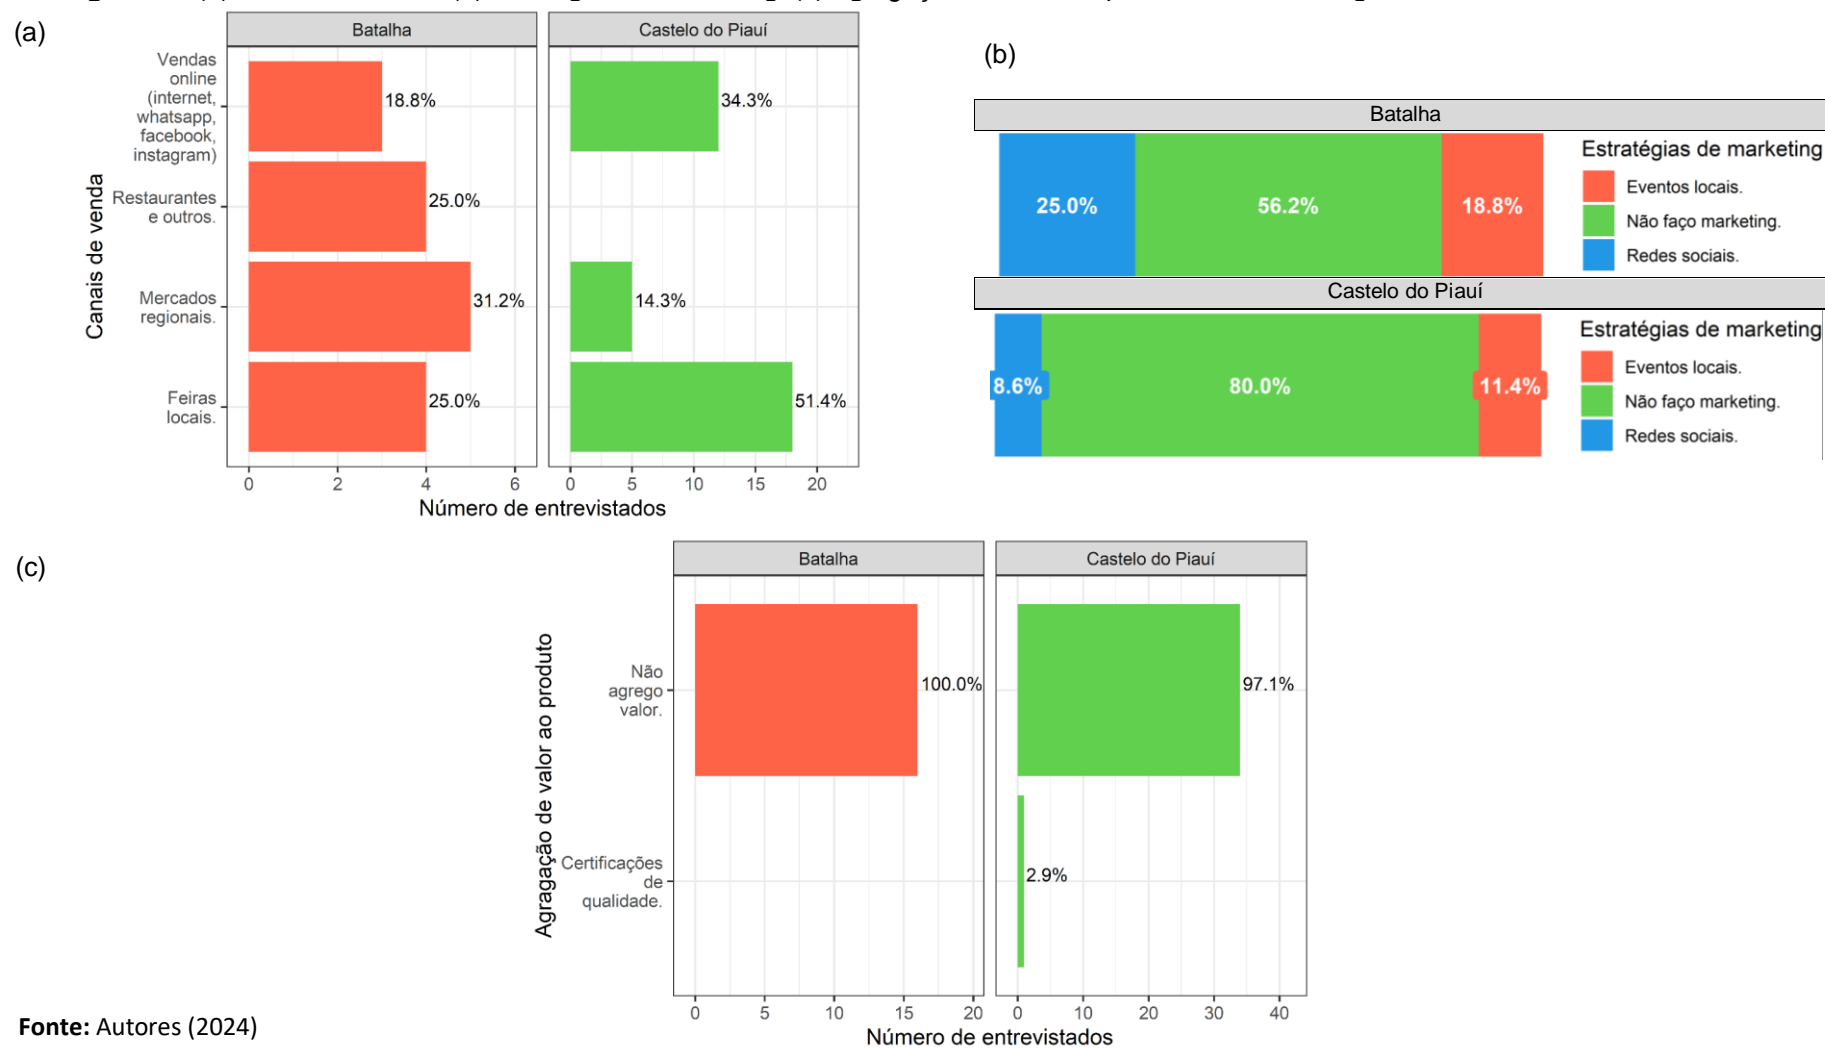 (a)
Batalha
Castelo do Piauí
Canais de venda
Vendas
online
(internet,
whatsapp,
facebook,
instagram)
18.8%
34.3%
Restaurantes
e outros.
25.0%
Mercados
regionais.
31.2%
14.3%
Feiras
locais.
25.0%
51.4%
0 2 4 6
0 5 10 15 20
Número de entrevistados
(b)
Batalha
25.0% 56.2% 18.8%
Estratégias de marketing
Eventos locais.
Não faço marketing.
Redes sociais.
Castelo do Piauí
8.6% 80.0% 11.4%
Estratégias de marketing
Eventos locais.
Não faço marketing.
Redes sociais.
(c)
Batalha
Castelo do Piauí
Agragação de valor ao produto
Não
agrego
valor.
100.0%
97.1%
Certificações
de
qualidade.
2.9%
0 5 10 15 20
0 10 20 30 40
Número de entrevistados
Fonte: Autores (2024)